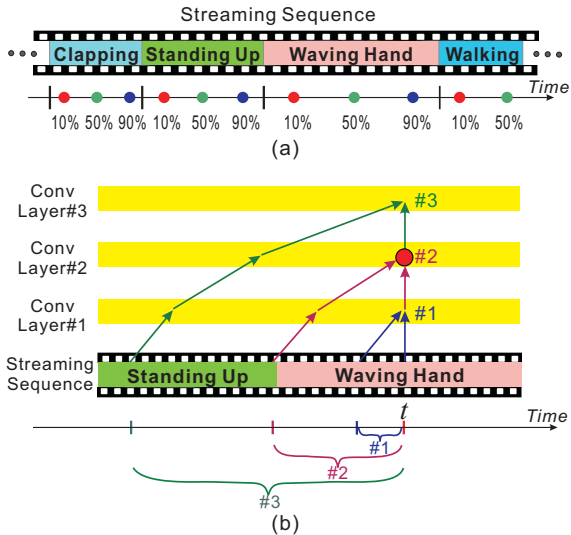 Streaming Sequence
Clapping Standing Up Waving Hand Walking
Time
10% 50% 90% 10% 50% 90% 10% 50% 90% 10% 50%
(a)
Conv
Layer#3
#3
Conv
Layer#2
#2
Conv
Layer#1
#1
Streaming
Sequence
Standing Up Waving Hand
t
Time
#1
#2
#3
(b)